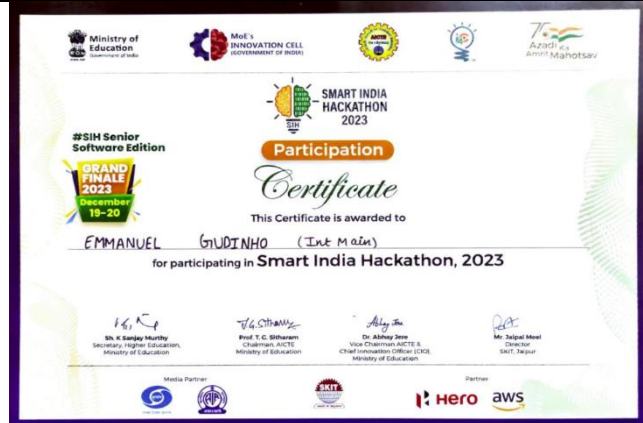 Ministry of
Education
Government of India
MoE's
INNOVATION CELL
(GOVERNMENT OF INDIA)
AICTE
Azadi Ka
Amrit Mahotsav
SIH
SMART INDIA
HACKATHON
2023
#SIH Senior
Software Edition
GRAND
FINALE
2023
December
19-20
Participation
Certificate
This Certificate is awarded to
EMMANUEL GUDINHO (Int Main)
for participating in Smart India Hackathon, 2023
Sh. K Sanjay Murthy
Secretary, Higher Education,
Ministry of Education
Prof. T. G. Sitharam
Chairman, AICTE
Ministry of Education
Dr. Abhay Jere
Vice Chairman AICTE &
Chief Innovation Officer (CIO),
Ministry of Education
Mr. Jaipal Meel
Director
SKIT, Jaipur
Media Partner
Partner
SKIT
Hero
aws